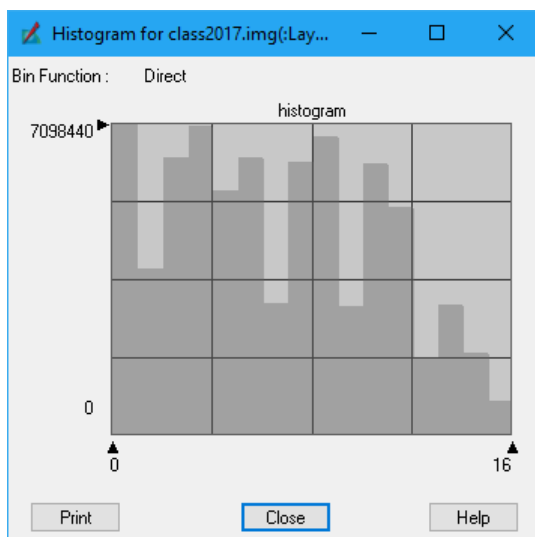 Histogram for class2017.img(:Lay...
Bin Function : Direct
histogram
7098440
0
0 16
Print Close Help